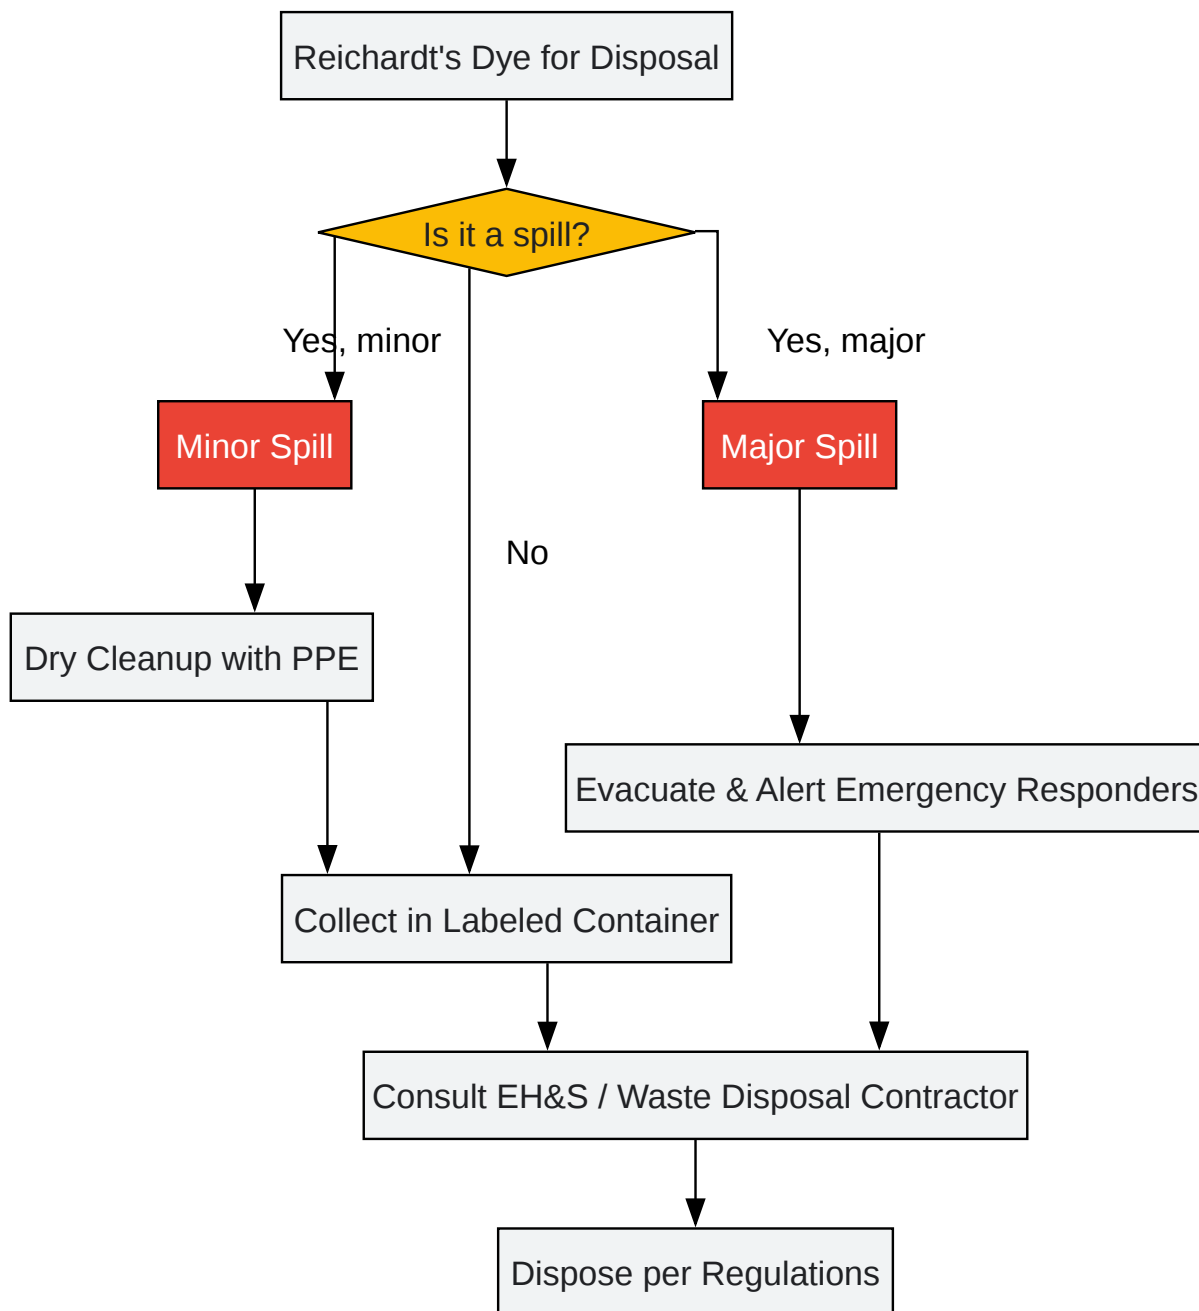 Reichardt's Dye for Disposal
Is it a spill?
Yes, minor
Yes, major
Minor Spill
Major Spill
No
Dry Cleanup with PPE
Evacuate & Alert Emergency Responders
Collect in Labeled Container
Consult EH&S / Waste Disposal Contractor
Dispose per Regulations